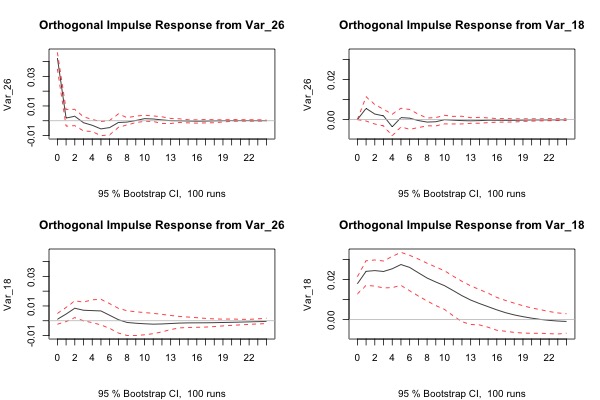 Orthogonal Impulse Response from Var_26
Var_26
-0.01 0.01 0.03
0 2 4 6 8 10 13 16 19 22
95 % Bootstrap CI, 100 runs
Orthogonal Impulse Response from Var_18
Var_26
0.00 0.02
0 2 4 6 8 10 13 16 19 22
95 % Bootstrap CI, 100 runs
Orthogonal Impulse Response from Var_26
Var_18
-0.01 0.01 0.03
0 2 4 6 8 10 13 16 19 22
95 % Bootstrap CI, 100 runs
Orthogonal Impulse Response from Var_18
Var_18
0.00 0.02
0 2 4 6 8 10 13 16 19 22
95 % Bootstrap CI, 100 runs